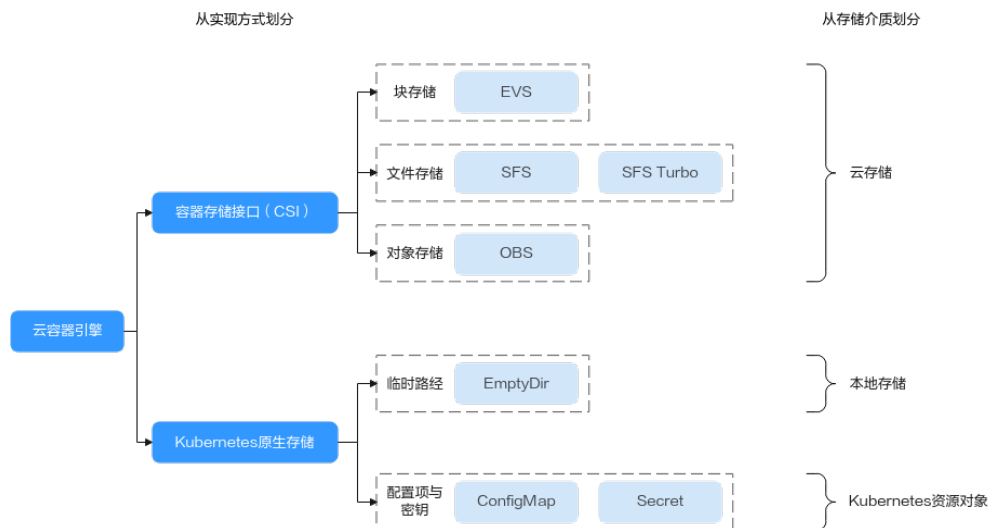 从实现方式划分
从存储介质划分
块存储
EVS
文件存储
SFS
SFS Turbo
云存储
容器存储接口（CSI）
对象存储
OBS
云容器引擎
临时路径
EmptyDir
本地存储
Kubernetes原生存储
配置项与
密钥
ConfigMap
Secret
Kubernetes资源对象